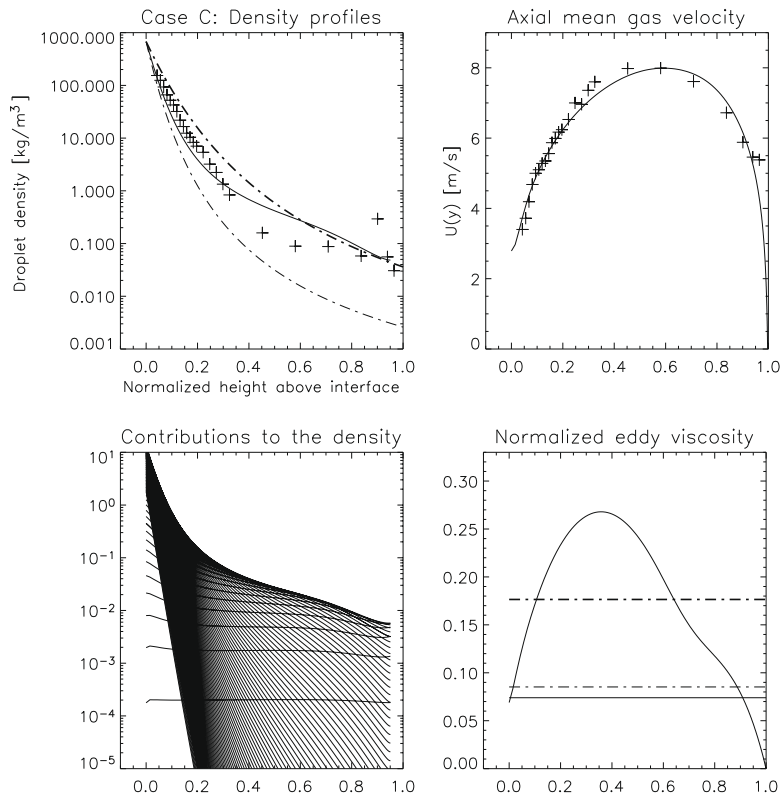 Case C: Density profiles
1000.000
100.000
10.000
1.000
0.100
0.010
0.001
Droplet density [kg/m³]
0.0 0.2 0.4 0.6 0.8 1.0
Normalized height above interface
Axial mean gas velocity
8
6
4
2
0
U(y) [m/s]
0.0 0.2 0.4 0.6 0.8 1.0
Contributions to the density
10¹
10⁰
10⁻¹
10⁻²
10⁻³
10⁻⁴
10⁻⁵
0.0 0.2 0.4 0.6 0.8 1.0
Normalized eddy viscosity
0.30
0.25
0.20
0.15
0.10
0.05
0.00
0.0 0.2 0.4 0.6 0.8 1.0